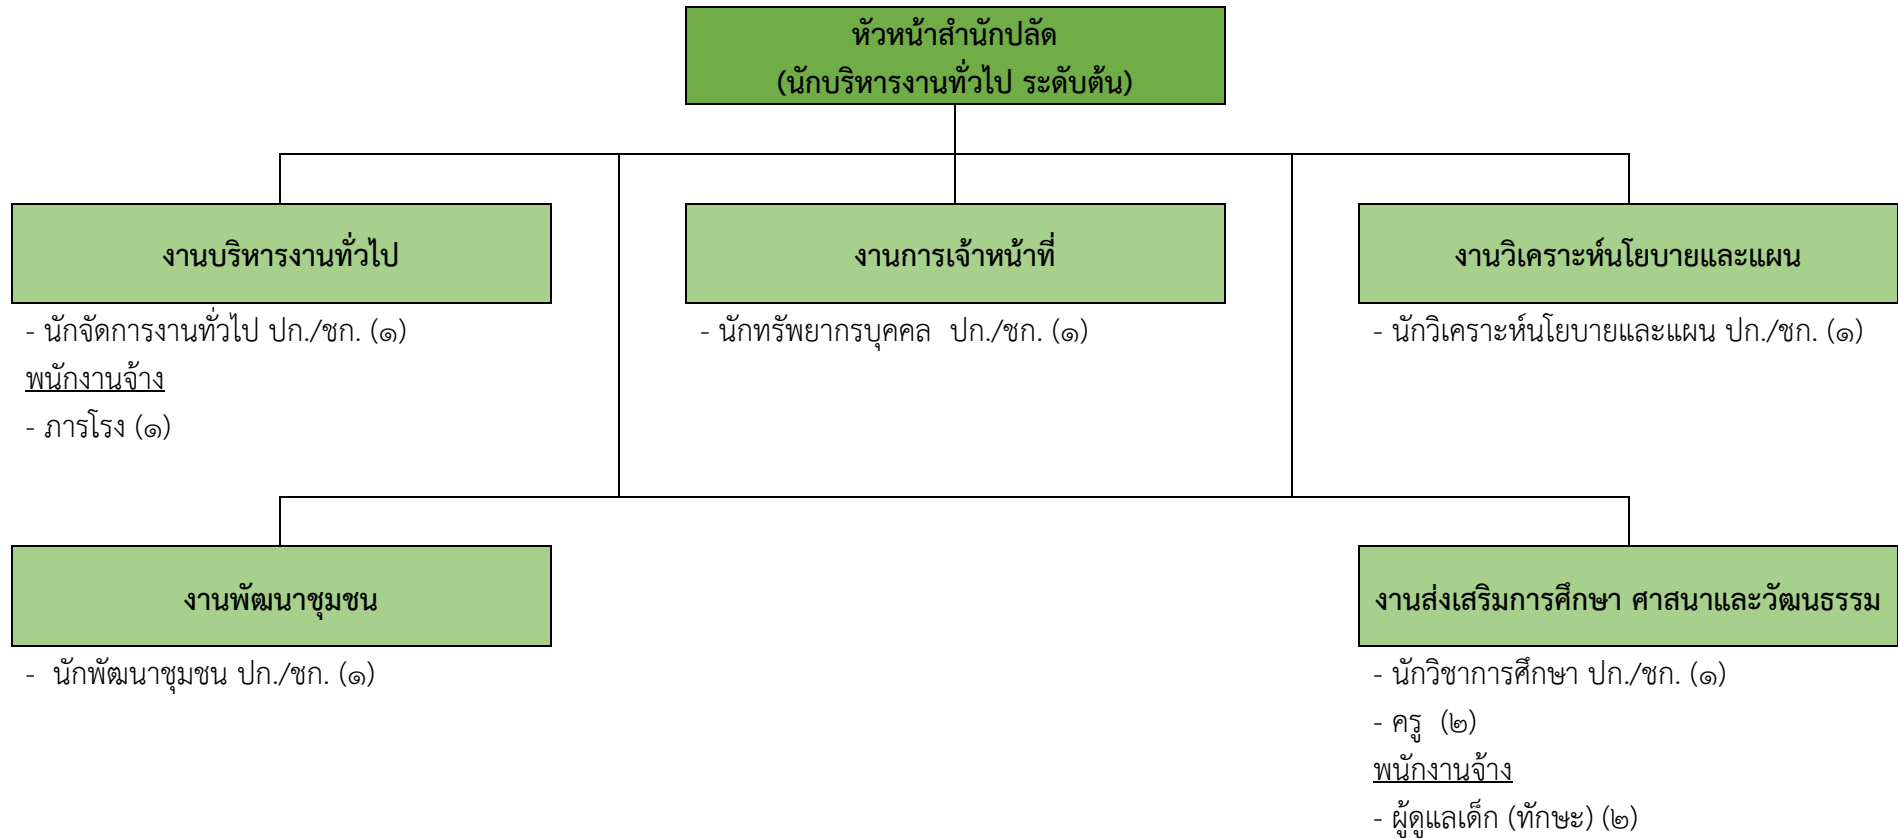 หัวหน้าสำนักปลัด
(นักบริหารงานทั่วไป ระดับต้น)
งานบริหารงานทั่วไป
- นักจัดการงานทั่วไป ปก./ชก. (๑)
พนักงานจ้าง
- ภารโรง (๑)
งานการเจ้าหน้าที่
- นักทรัพยากรบุคคล ปก./ชก. (๑)
งานวิเคราะห์นโยบายและแผน
- นักวิเคราะห์นโยบายและแผน ปก./ชก. (๑)
งานพัฒนาชุมชน
- นักพัฒนาชุมชน ปก./ชก. (๑)
งานส่งเสริมการศึกษา ศาสนาและวัฒนธรรม
- นักวิชาการศึกษา ปก./ชก. (๑)
- ครู (๒)
พนักงานจ้าง
- ผู้ดูแลเด็ก (ทักษะ) (๒)